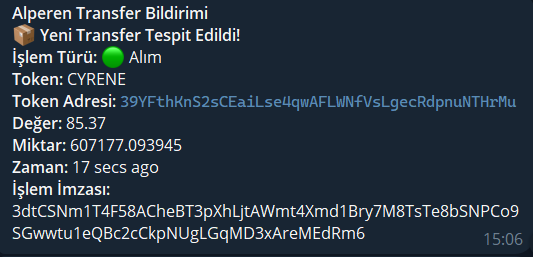 Alperen Transfer Bildirimi
📦 Yeni Transfer Tespit Edildi!
İşlem Türü: 🟢 Alım
Token: CYRENE
Token Adresi: 39YFthKnS2sCEaiLse4qwAFLWNfVsLgecRdpnuNTHrMu
Değer: 85.37
Miktar: 607177.093945
Zaman: 17 secs ago
İşlem İmzası:
3dtCSNm1T4F58ACheBT3pXhLjtAWmt4Xmd1Bry7M8TsTe8bSNPCo9
SGwwtu1eQBc2cCkpNUgLGqMD3xAreMEdRm6
15:06